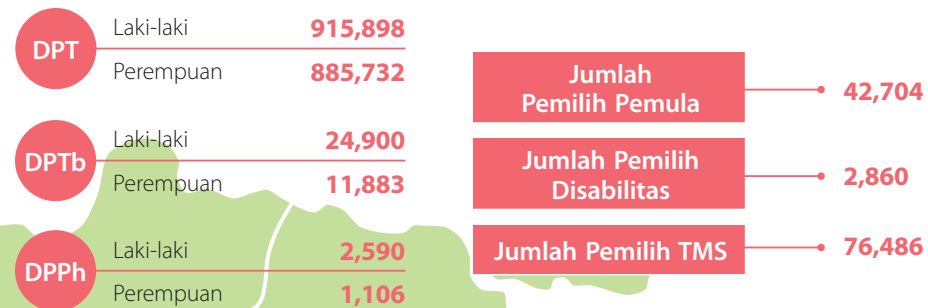 DPT
Laki-laki 915,898
Perempuan 885,732
DPTb
Laki-laki 24,900
Perempuan 11,883
DPPh
Laki-laki 2,590
Perempuan 1,106
Jumlah
Pemilih Pemula
42,704
Jumlah Pemilih
Disabilitas
2,860
Jumlah Pemilih TMS
76,486